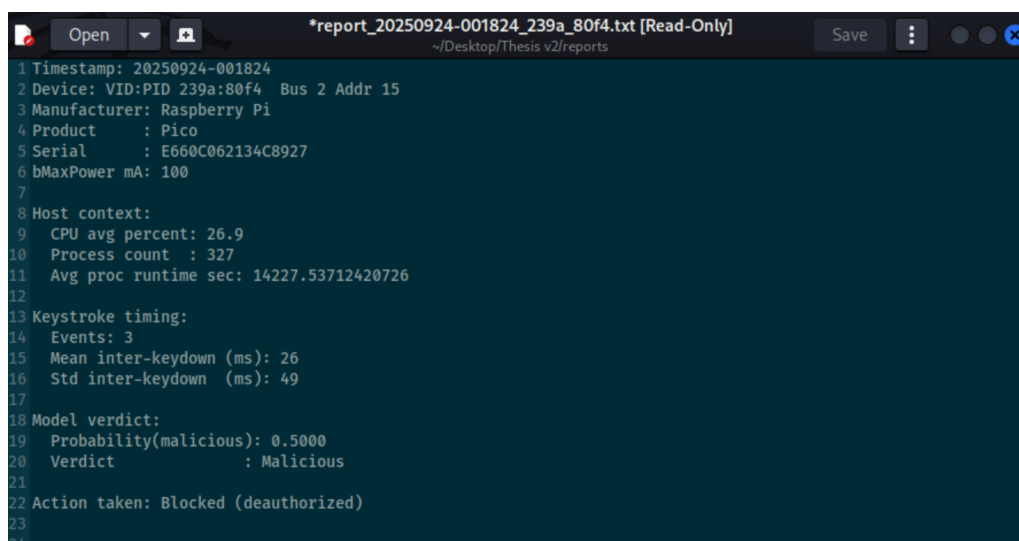 Open
*report_20250924-001824_239a_80f4.txt [Read-Only]
~/Desktop/Thesis v2/reports
Save
1 Timestamp: 20250924-001824
2 Device: VID:PID 239a:80f4  Bus 2 Addr 15
3 Manufacturer: Raspberry Pi
4 Product     : Pico
5 Serial      : E660C062134C8927
6 bMaxPower mA: 100
7
8 Host context:
9   CPU avg percent: 26.9
10   Process count  : 327
11   Avg proc runtime sec: 14227.53712420726
12
13 Keystroke timing:
14   Events: 3
15   Mean inter-keydown (ms): 26
16   Std inter-keydown  (ms): 49
17
18 Model verdict:
19   Probability(malicious): 0.5000
20   Verdict               : Malicious
21
22 Action taken: Blocked (deauthorized)
23